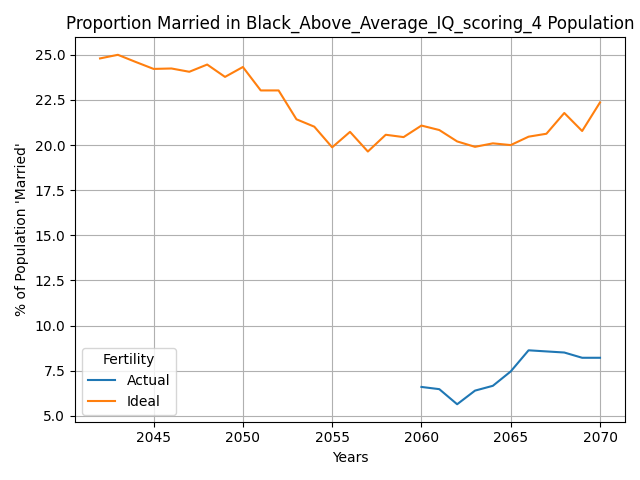 Proportion Married in Black_Above_Average_IQ_scoring_4 Population
25.0
22.5
20.0
17.5
15.0
12.5
10.0
7.5
5.0
% of Population 'Married'
Fertility
Actual
Ideal
2045 2050 2055 2060 2065 2070
Years